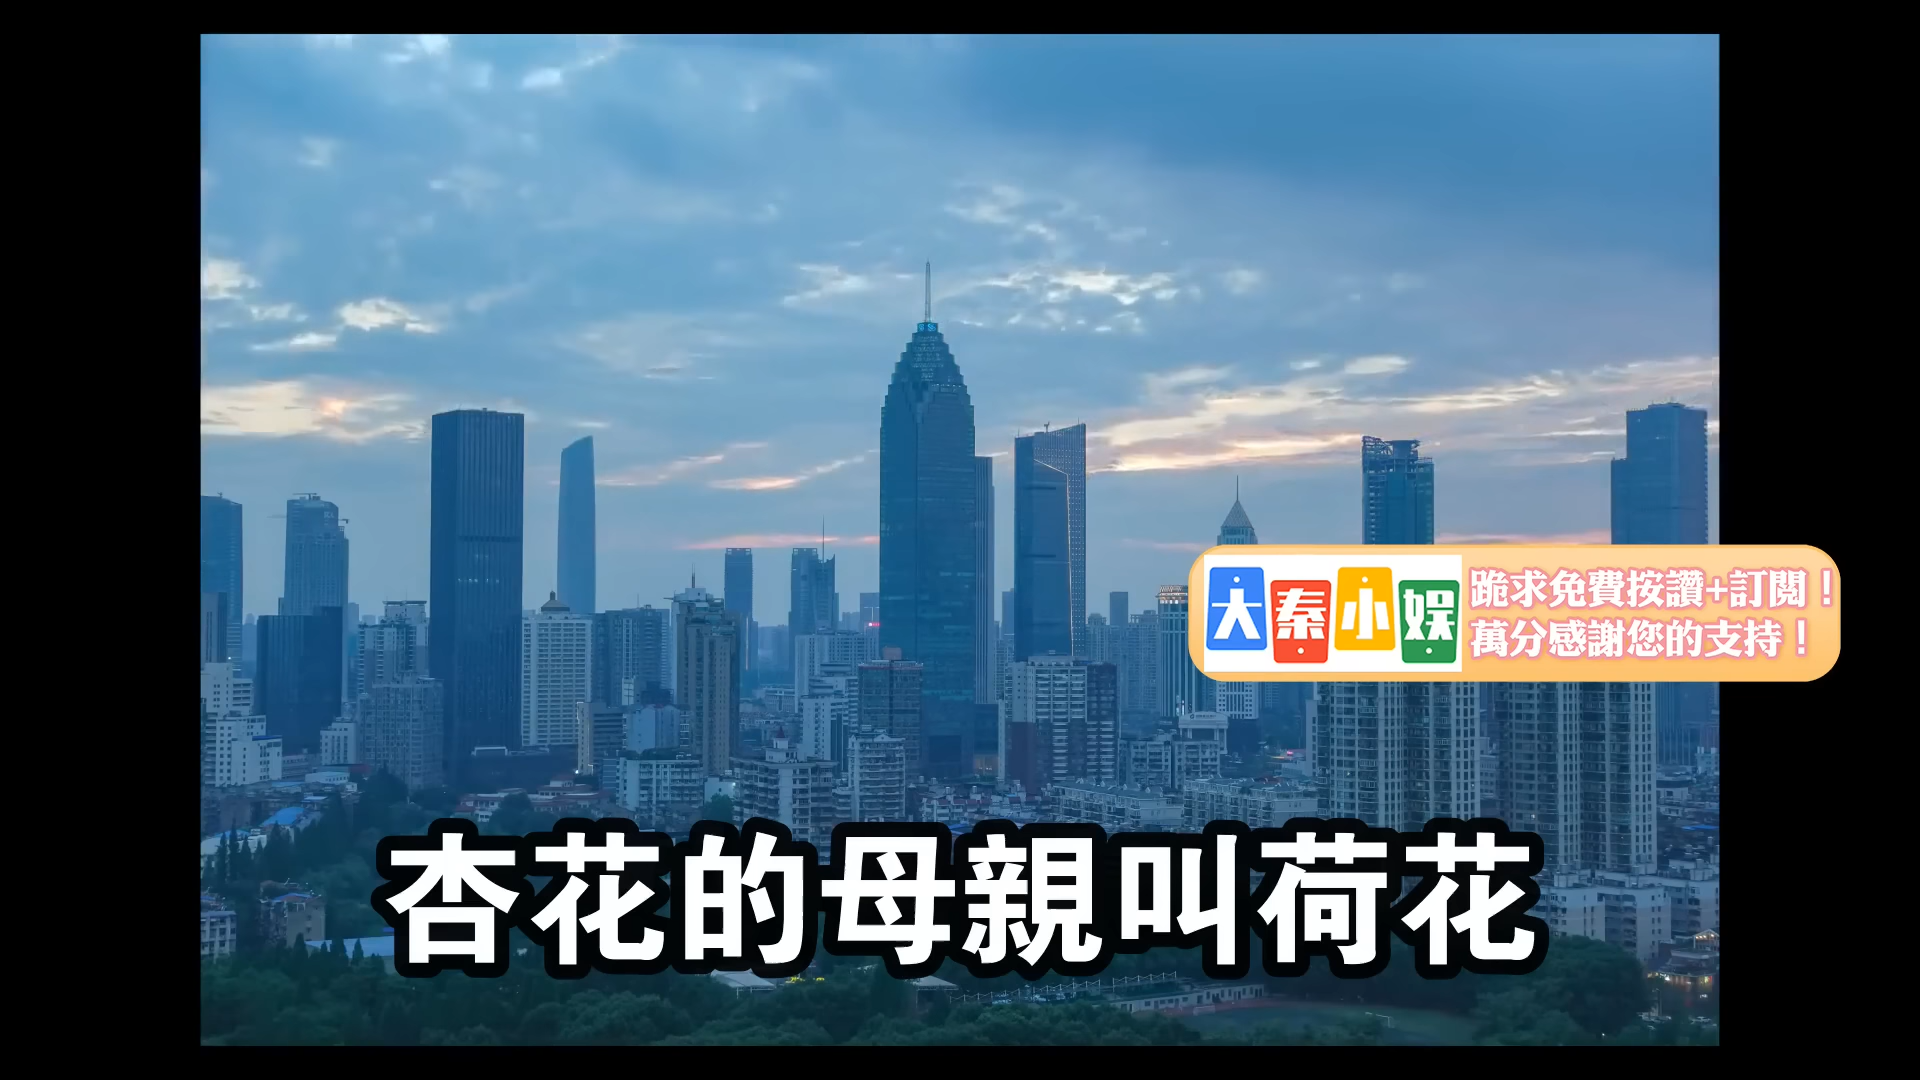 大秦小娱
跪求免費按讚+訂閱！
萬分感謝您的支持！
杏花的母親叫荷花